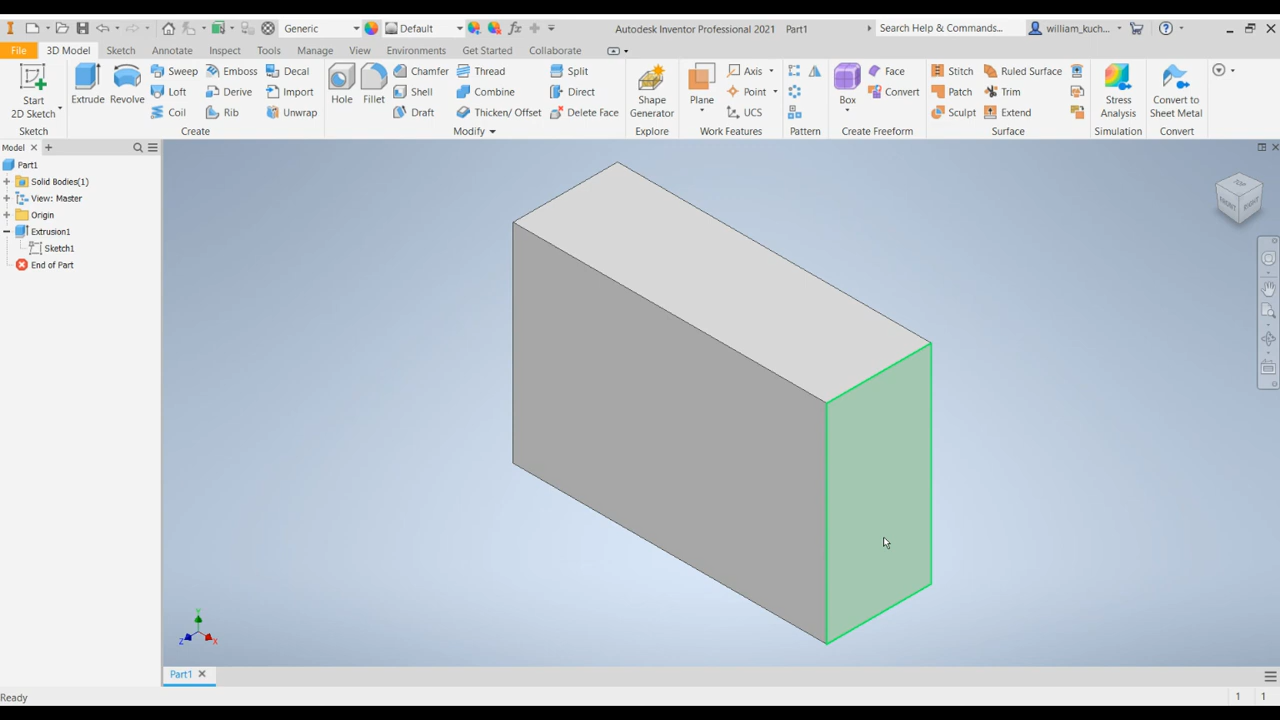 Generic
Default
Autodesk Inventor Professional 2021 Part1
Search Help & Commands...
william_kuch...
File
3D Model
Sketch
Annotate
Inspect
Tools
Manage
View
Environments
Get Started
Collaborate
Start
2D Sketch
Sketch
Extrude
Revolve
Sweep
Loft
Coil
Emboss
Derive
Rib
Decal
Import
Unwrap
Create
Hole
Fillet
Chamfer
Shell
Draft
Thread
Combine
Thicken/ Offset
Split
Direct
Delete Face
Modify
Shape
Generator
Explore
Plane
Axis
Point
UCS
Work Features
Pattern
Box
Face
Convert
Create Freeform
Stitch
Patch
Sculpt
Ruled Surface
Trim
Extend
Surface
Stress
Analysis
Simulation
Convert to
Sheet Metal
Convert
Model
Part1
Solid Bodies(1)
View: Master
Origin
Extrusion1
Sketch1
End of Part
TOP
FRONT
RIGHT
Y
Z
X
Part1
Ready
1 1